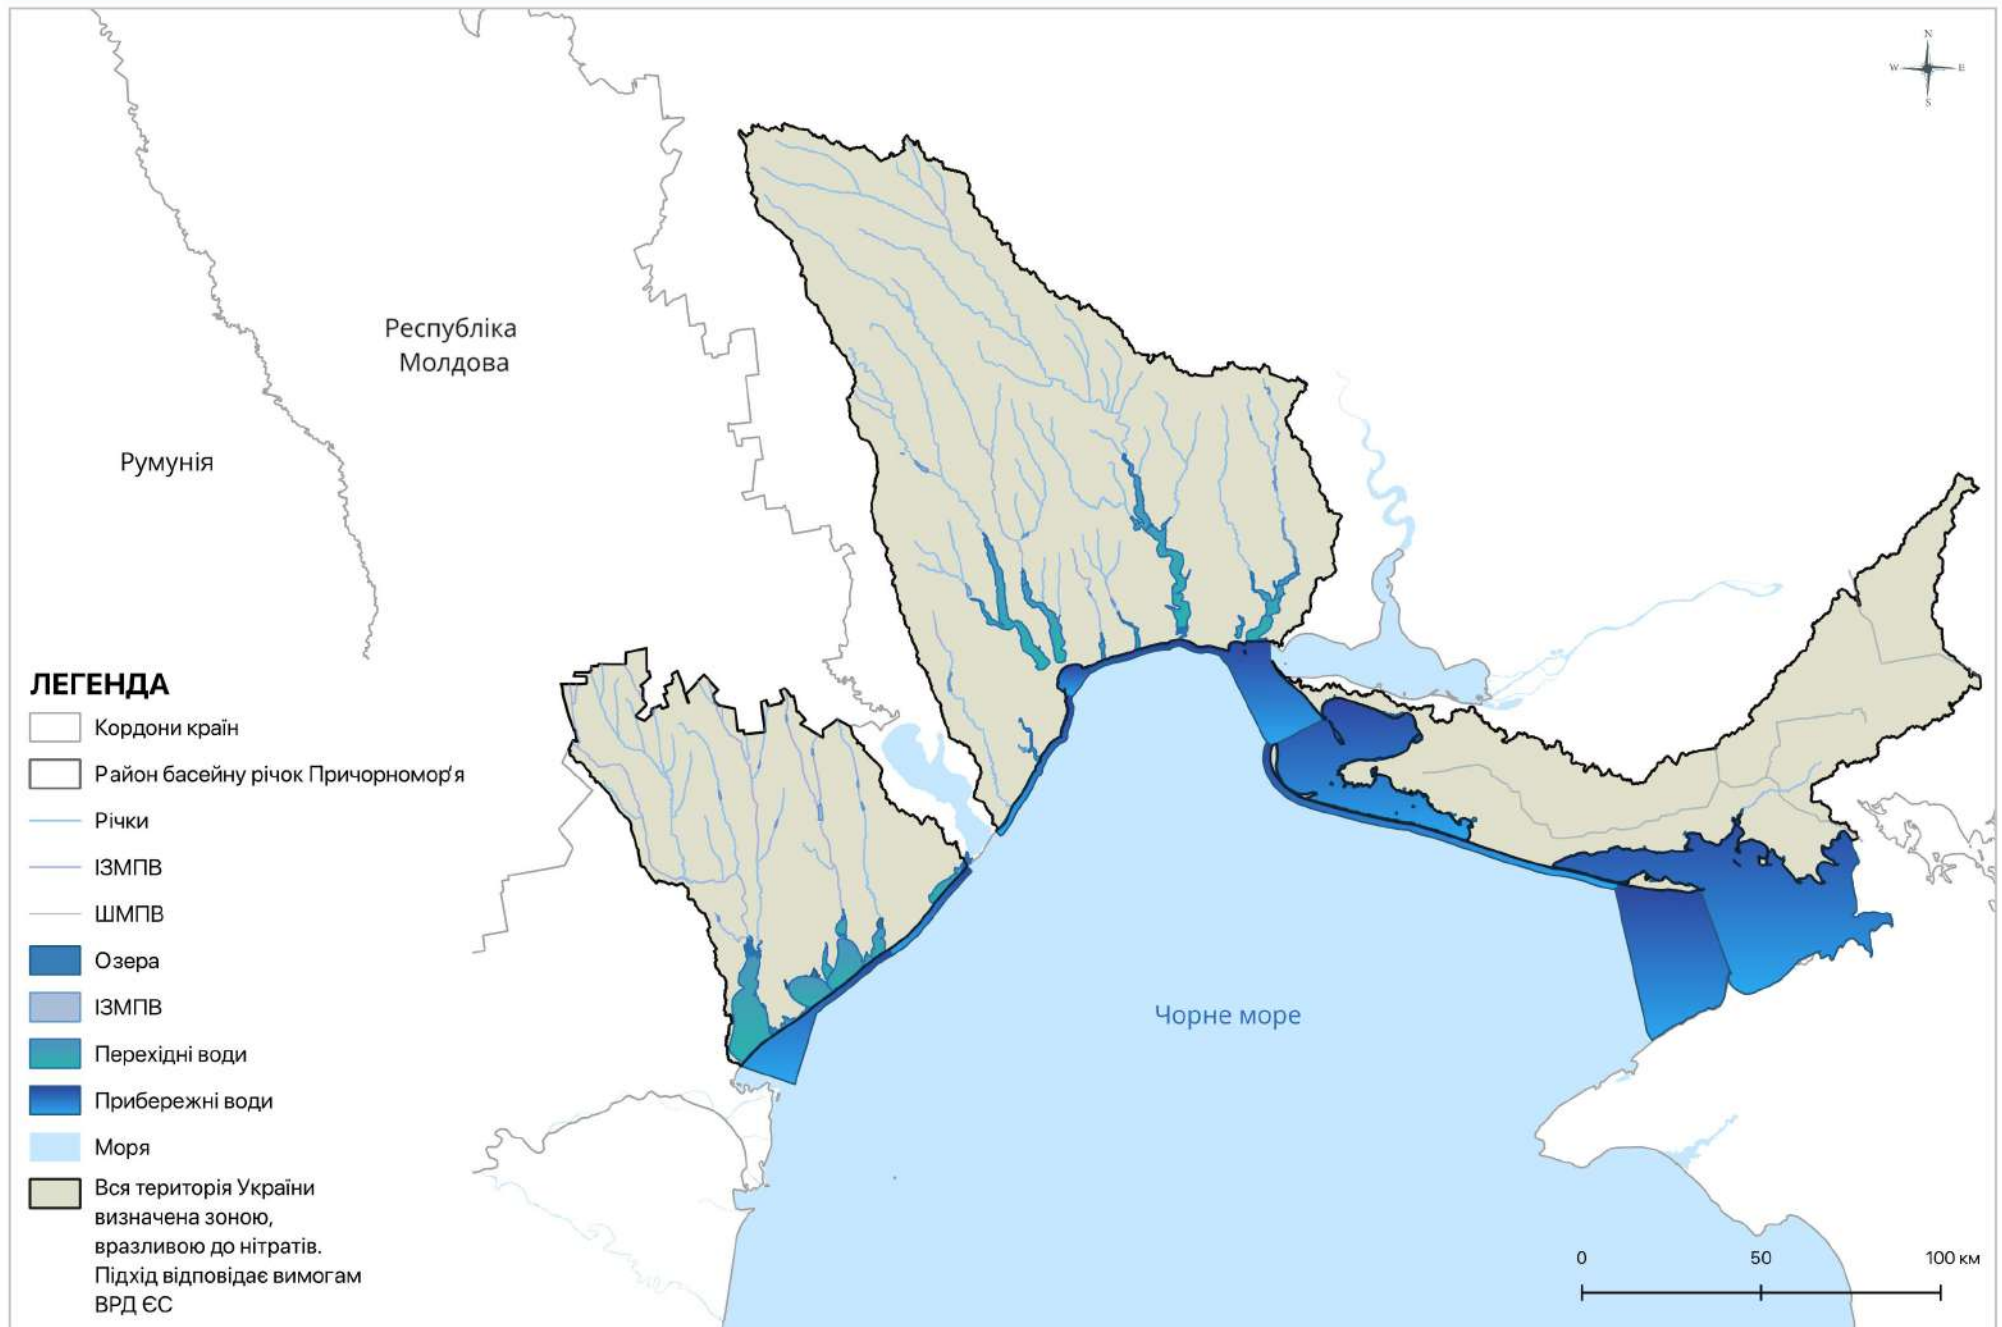 N
W E
S
Республіка
Молдова
Румунія
ЛЕГЕНДА
Кордони країн
Район басейну річок Причорномор'я
Річки
ІЗМПВ
ШМПВ
Озера
ІЗМПВ
Перехідні води
Прибережні води
Моря
Вся територія України
визначена зоною,
вразливою до нітратів.
Підхід відповідає вимогам
ВРД ЄС
Чорне море
0 50 100 км